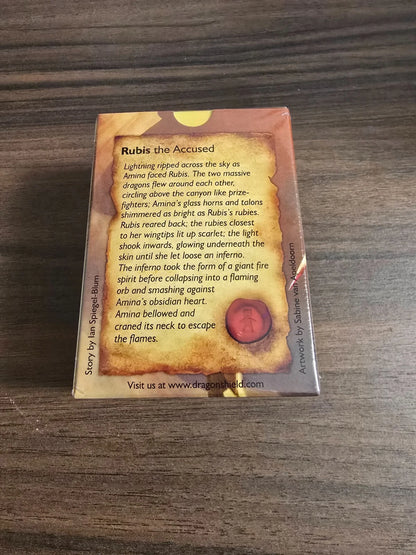 Rubis the Accused
Lightning ripped across the sky as
Amina faced Rubis. The two massive
dragons flew around each other,
circling above the canyon like prize-
fighters; Amina's glass horns and talons
shimmered as bright as Rubis's rubies.
Rubis reared back; the rubies closest
to her wingtips lit up scarlet; the light
shook inwards, glowing underneath the
skin until she let loose an inferno.
The inferno took the form of a giant fire
spirit before collapsing into a flaming
orb and smashing against
Amina's obsidian heart.
Amina bellowed and
craned its neck to escape
the flames.
Story by Ian Spiegel-Blum
Artwork by Sabine van Apeldoorn
Visit us at www.dragonshield.com